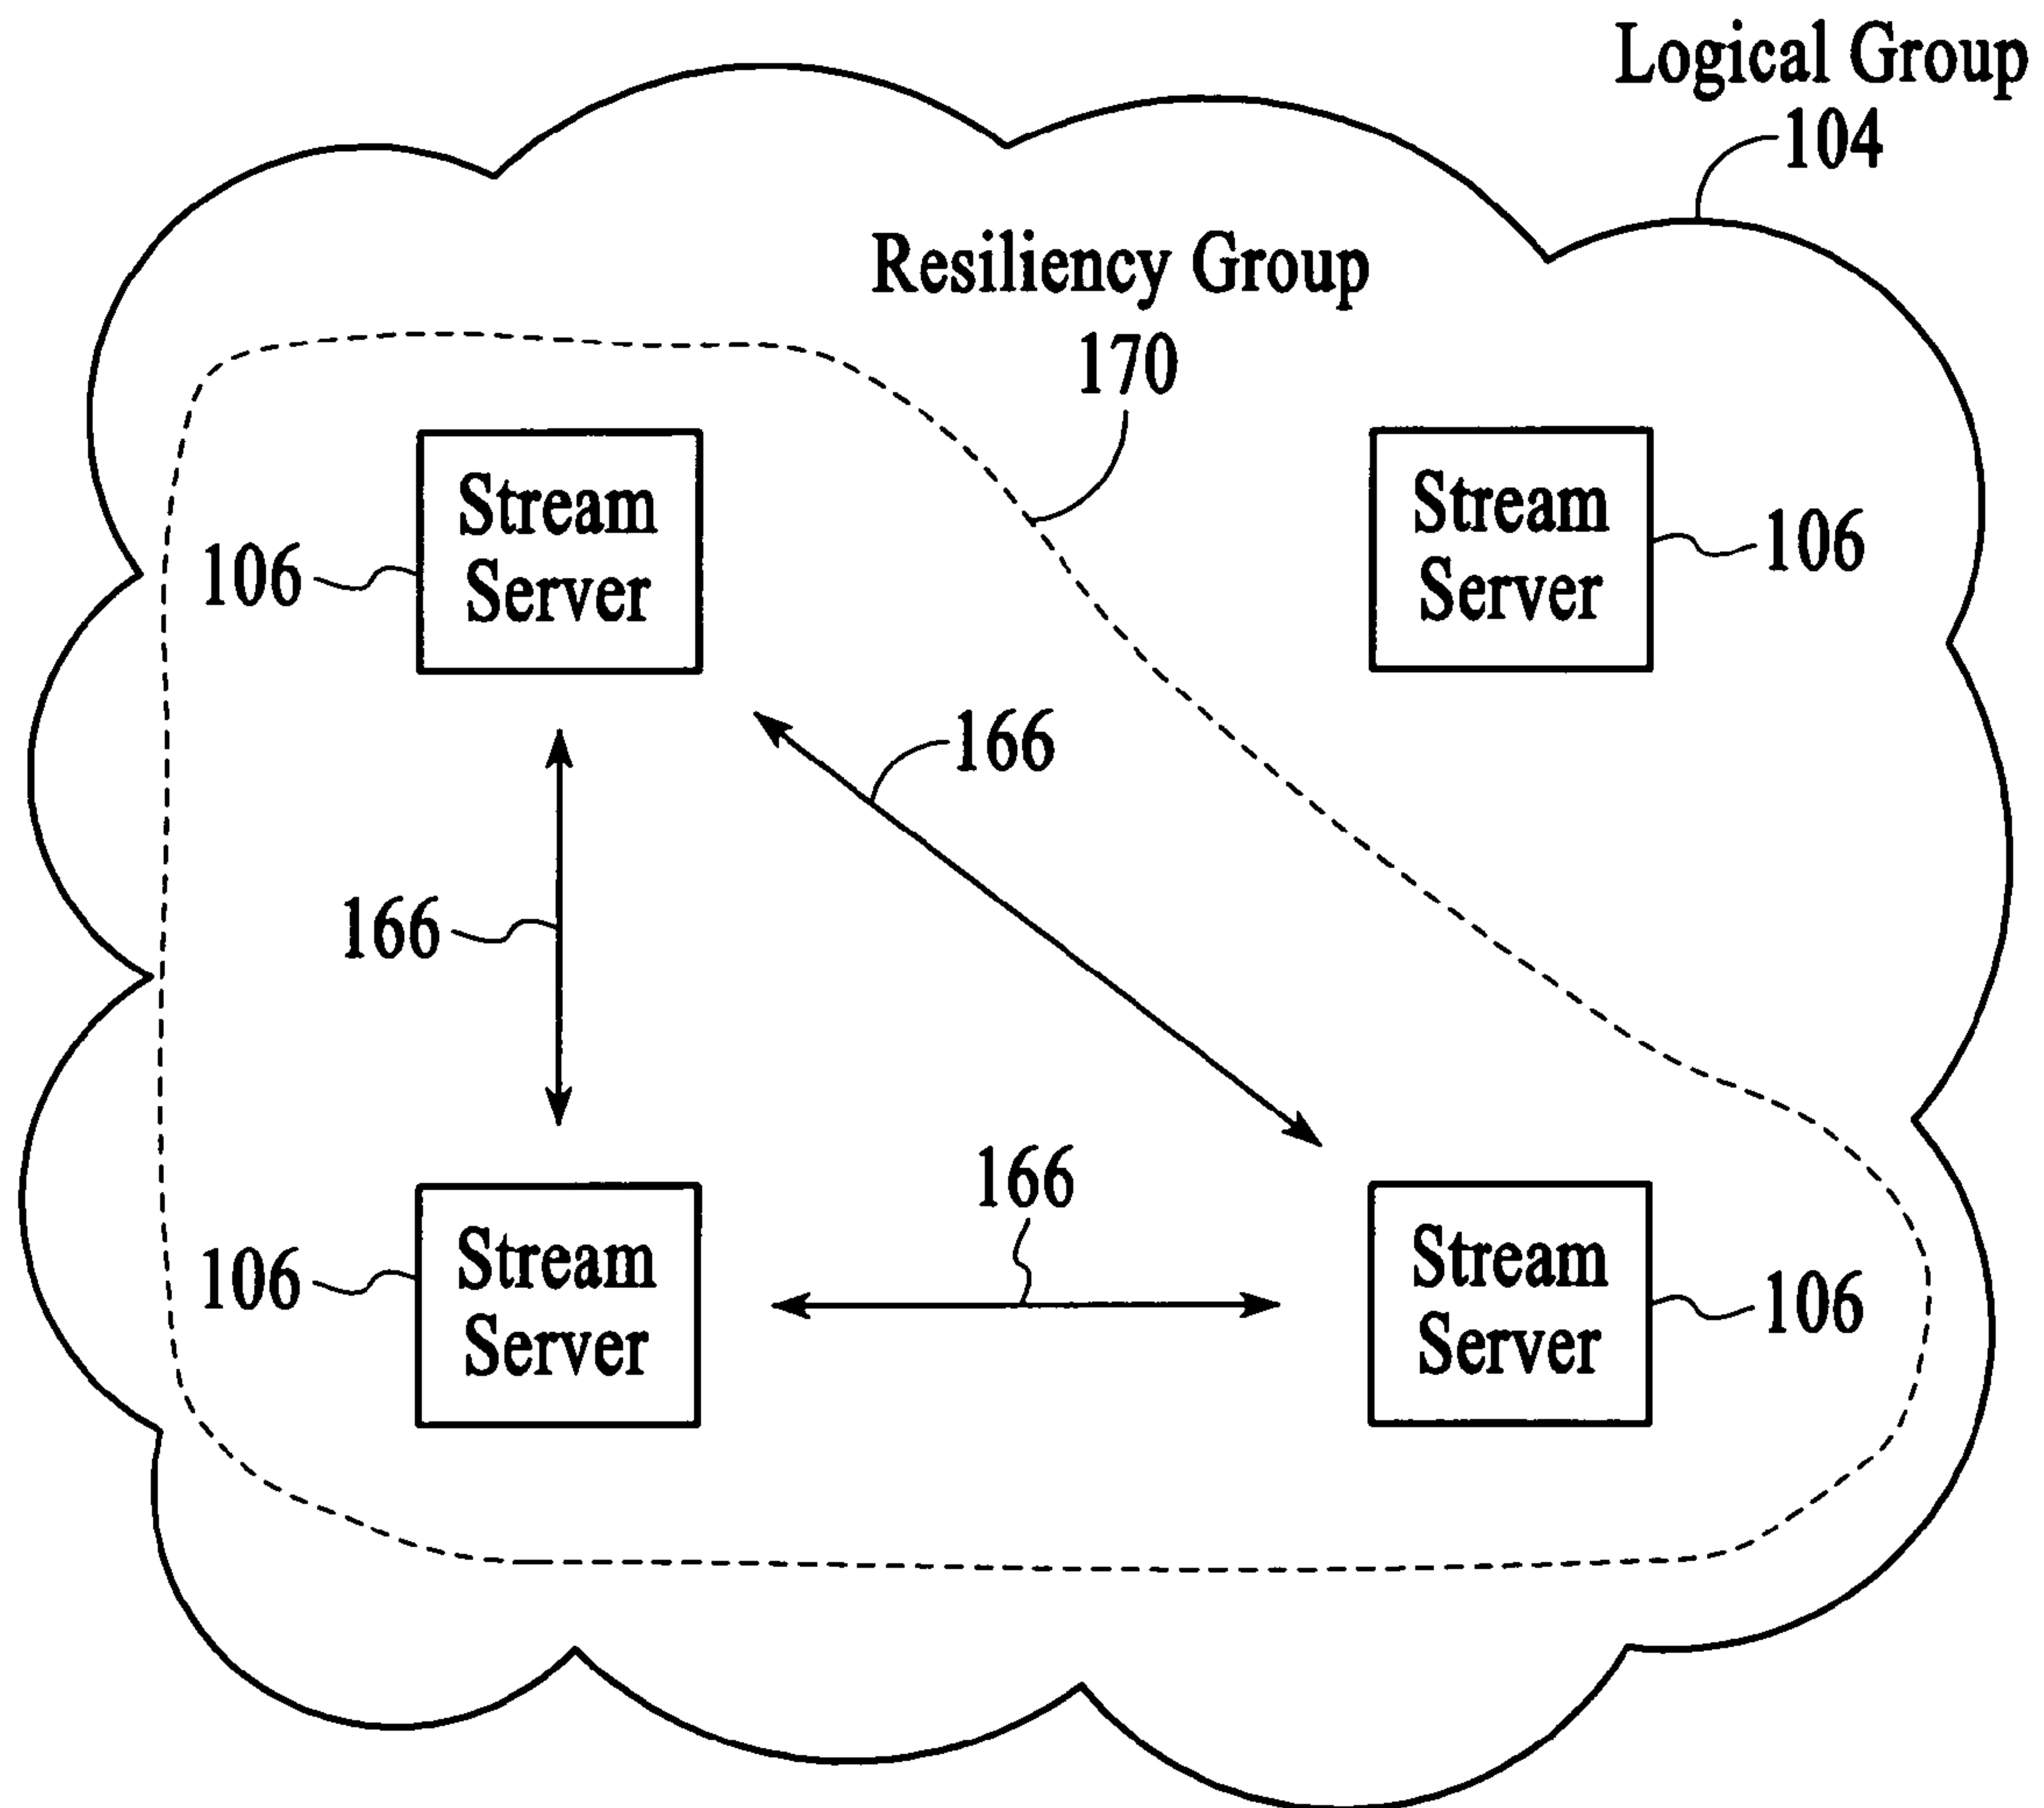 Logical Group
104
Resiliency Group
170
Stream
Server
106
Stream
Server
106
166
166
166
Stream
Server
106
Stream
Server
106